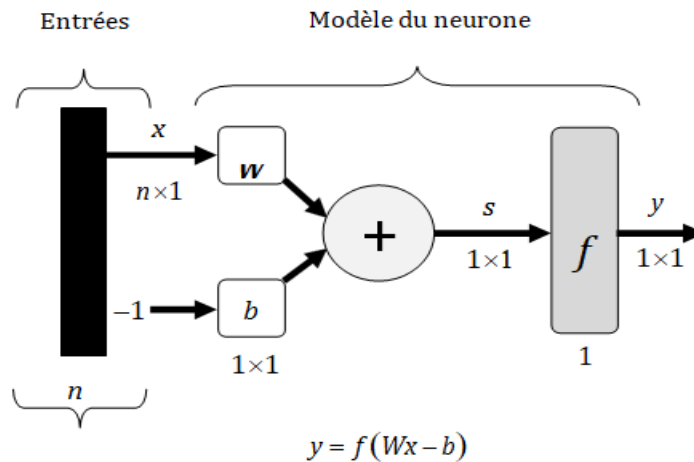 Entrées
Modèle du neurone
x
W
n×1
s
y
+
f
1×1
1×1
−1
b
1×1
1
n
y = f(Wx − b)